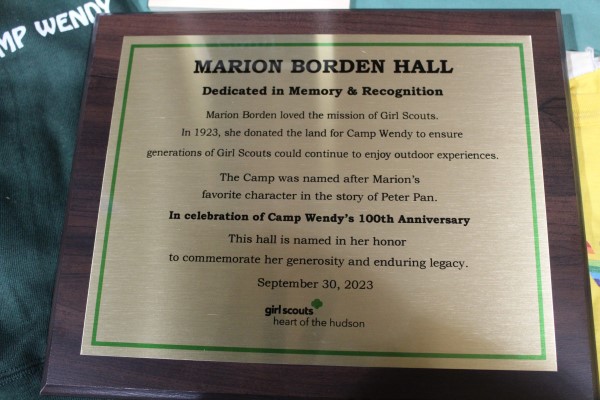 MP WENDY
MARION BORDEN HALL
Dedicated in Memory & Recognition
Marion Borden loved the mission of Girl Scouts.
In 1923, she donated the land for Camp Wendy to ensure
generations of Girl Scouts could continue to enjoy outdoor experiences.
The Camp was named after Marion's
favorite character in the story of Peter Pan.
In celebration of Camp Wendy's 100th Anniversary
This hall is named in her honor
to commemorate her generosity and enduring legacy.
September 30, 2023
girl scouts
heart of the hudson